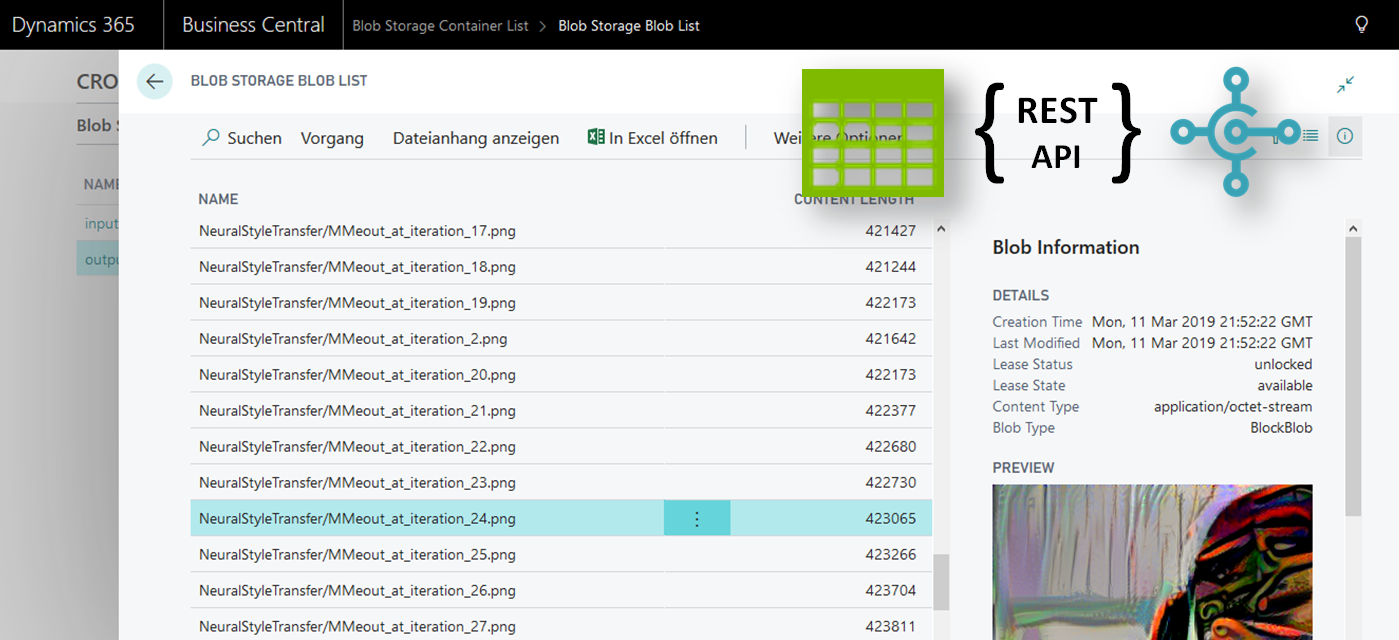 Dynamics 365 Business Central Blob Storage Container List > Blob Storage Blob List
CRO
BLOB STORAGE BLOB LIST
{ REST API }
Blob S
Suchen Vorgang Dateianhang anzeigen In Excel öffnen Weitere Optionen
NAME
input
outpu
NAME CONTENT LENGTH
NeuralStyleTransfer/MMeout_at_iteration_17.png 421427
NeuralStyleTransfer/MMeout_at_iteration_18.png 421244
NeuralStyleTransfer/MMeout_at_iteration_19.png 422173
NeuralStyleTransfer/MMeout_at_iteration_2.png 421642
NeuralStyleTransfer/MMeout_at_iteration_20.png 422173
NeuralStyleTransfer/MMeout_at_iteration_21.png 422377
NeuralStyleTransfer/MMeout_at_iteration_22.png 422680
NeuralStyleTransfer/MMeout_at_iteration_23.png 422730
NeuralStyleTransfer/MMeout_at_iteration_24.png 423065
NeuralStyleTransfer/MMeout_at_iteration_25.png 423266
NeuralStyleTransfer/MMeout_at_iteration_26.png 423704
NeuralStyleTransfer/MMeout_at_iteration_27.png 423811
Blob Information
DETAILS
Creation Time Mon, 11 Mar 2019 21:52:22 GMT
Last Modified Mon, 11 Mar 2019 21:52:22 GMT
Lease Status unlocked
Lease State available
Content Type application/octet-stream
Blob Type BlockBlob
PREVIEW